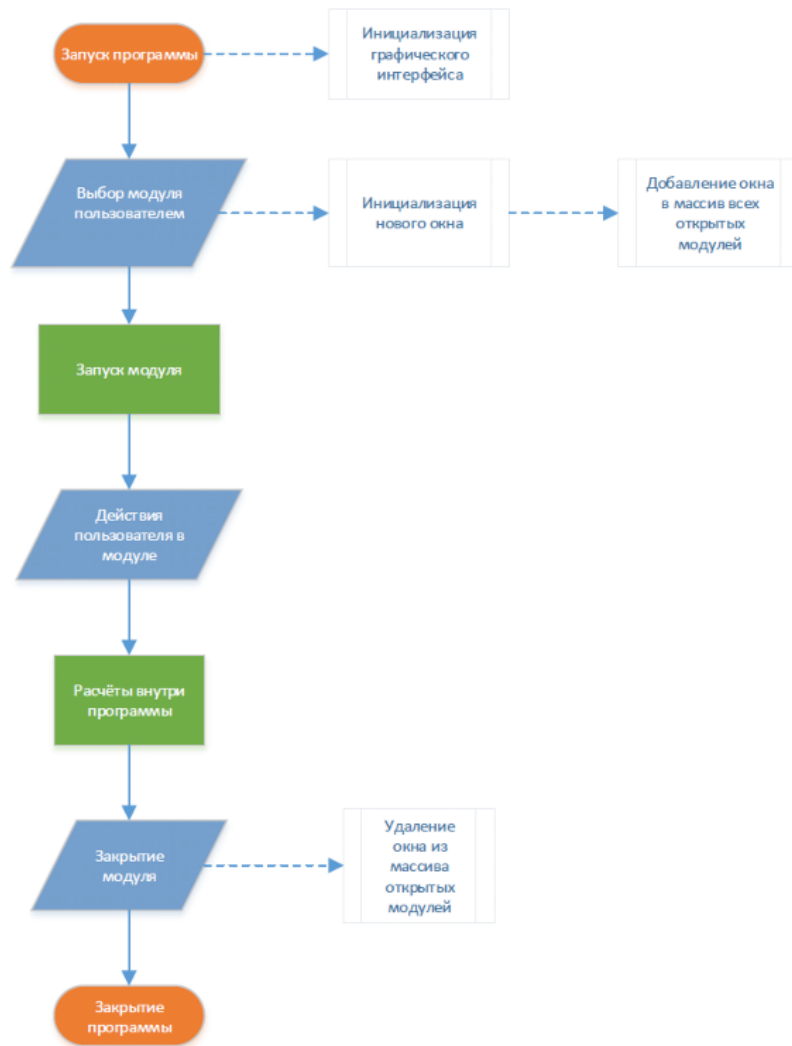 Запуск программы
Инициализация
графического
интерфейса
Выбор модуля
пользователем
Инициализация
нового окна
Добавление окна
в массив всех
открытых
модулей
Запуск модуля
Действия
пользователя в
модуле
Расчёты внутри
программы
Закрытие
модуля
Удаление
окна из
массива
открытых
модулей
Закрытие
программы